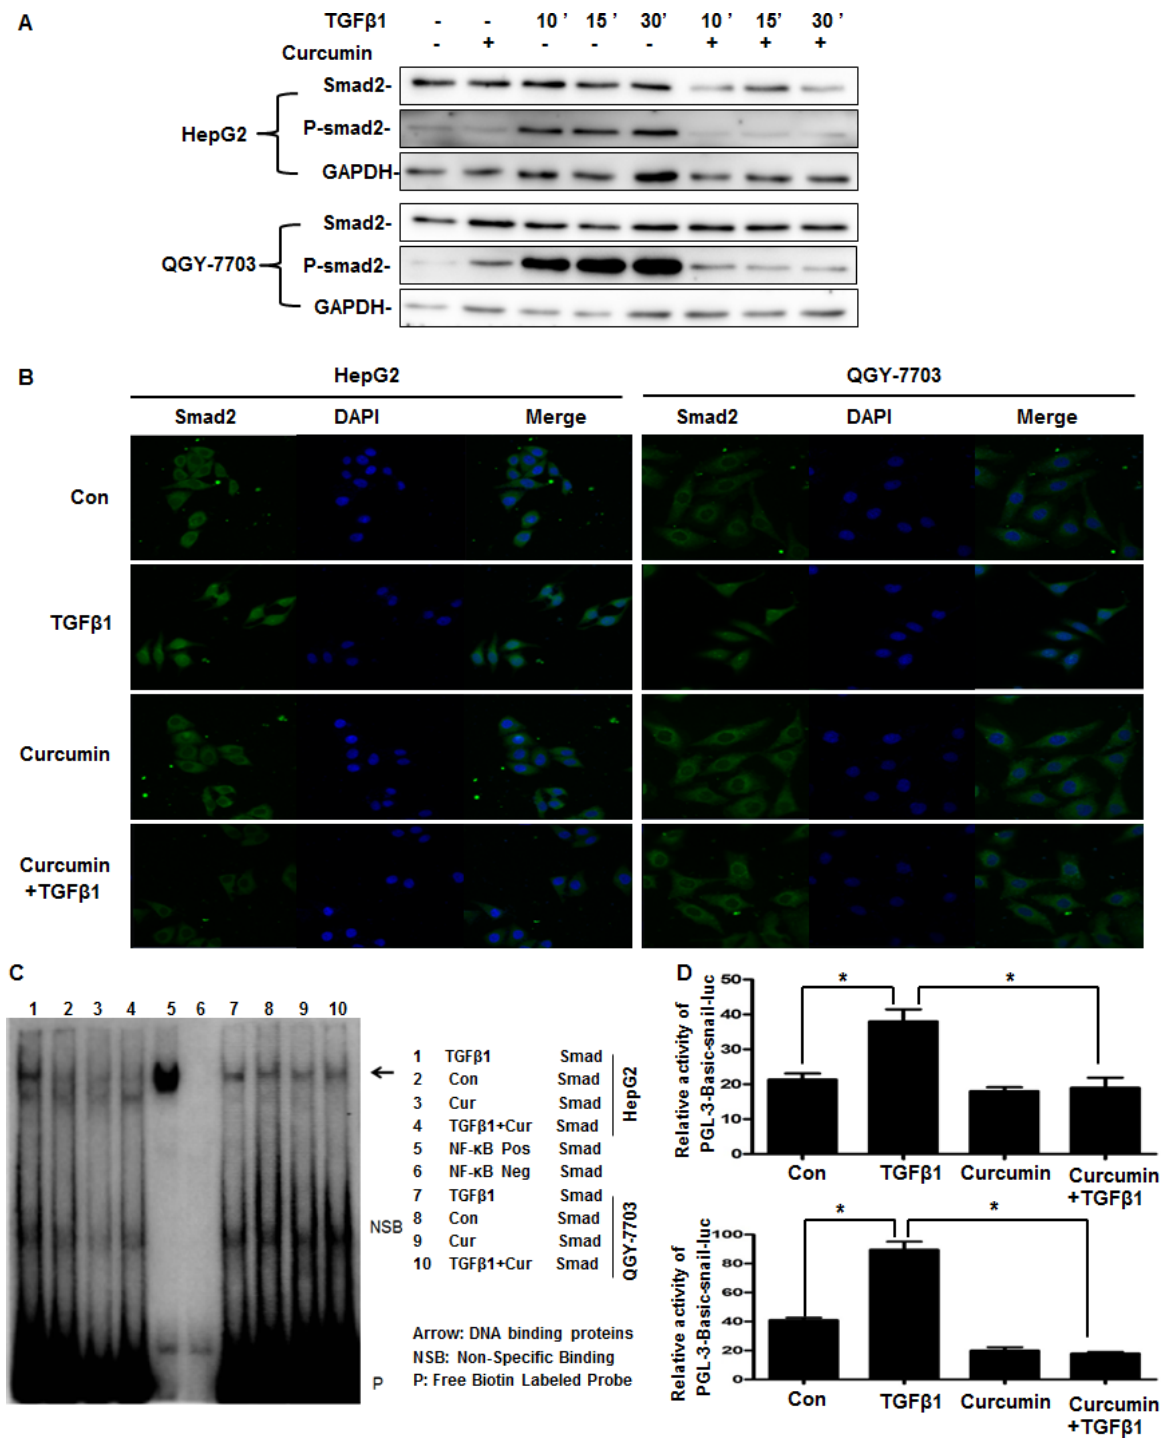 A
TGFβ1 - - 10 ' 15 ' 30' 10 ' 15' 30 '
Curcumin - + - - - + + +
HepG2
Smad2-
P-smad2-
GAPDH-
QGY-7703
Smad2-
P-smad2-
GAPDH-
B
HepG2 QGY-7703
Smad2 DAPI Merge Smad2 DAPI Merge
Con
TGFβ1
Curcumin
Curcumin
+TGFβ1
C
1 2 3 4 5 6 7 8 9 10
NSB
P
1 TGFβ1 Smad
2 Con Smad
3 Cur Smad
4 TGFβ1+Cur Smad
5 NF-κB Pos Smad
6 NF-κB Neg Smad
7 TGFβ1 Smad
8 Con Smad
9 Cur Smad
10 TGFβ1+Cur Smad
HepG2
QGY-7703
Arrow: DNA binding proteins
NSB: Non-Specific Binding
P: Free Biotin Labeled Probe
D
Relative activity of
PGL-3-Basic-snail-luc
50
40
30
20
10
0
* *
Con TGFβ1 Curcumin Curcumin
+TGFβ1
Relative activity of
PGL-3-Basic-snail-luc
100
80
60
40
20
0
* *
Con TGFβ1 Curcumin Curcumin
+TGFβ1